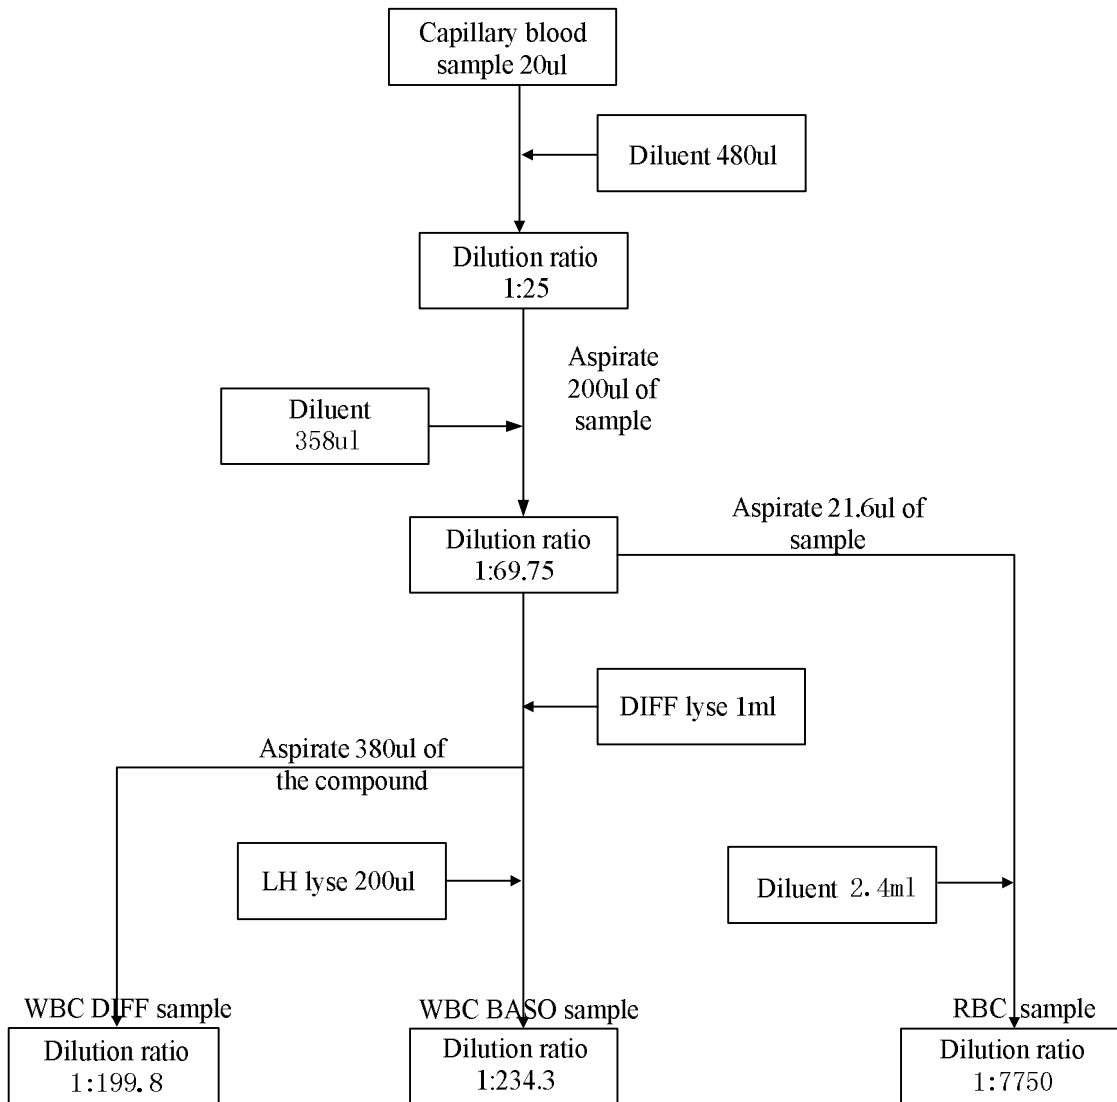 Capillary blood
sample 20ul
Diluent 480ul
Dilution ratio
1:25
Aspirate
200ul of
sample
Diluent
358ul
Aspirate 21.6ul of
sample
Dilution ratio
1:69.75
DIFF lyse 1ml
Aspirate 380ul of
the compound
LH lyse 200ul
Diluent 2.4ml
WBC DIFF sample
WBC BASO sample
RBC sample
Dilution ratio
1:199.8
Dilution ratio
1:234.3
Dilution ratio
1:7750